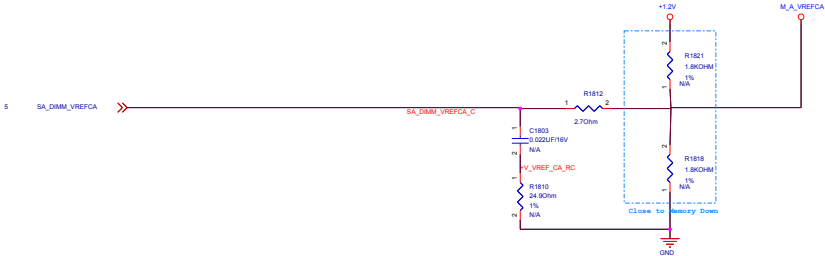 +1.2V
M_A_VREFCA
2
R1821
1.8KOHM
1%
N/A
1
5
SA_DIMM_VREFCA
R1812
1
2
2.7Ohm
SA_DIMM_VREFCA_C
1
C1803
0.022UF/16V
N/A
2
+V_VREF_CA_RC
1
R1810
24.9Ohm
1%
N/A
2
2
R1818
1.8KOHM
1%
N/A
1
Close to Memory Down
GND